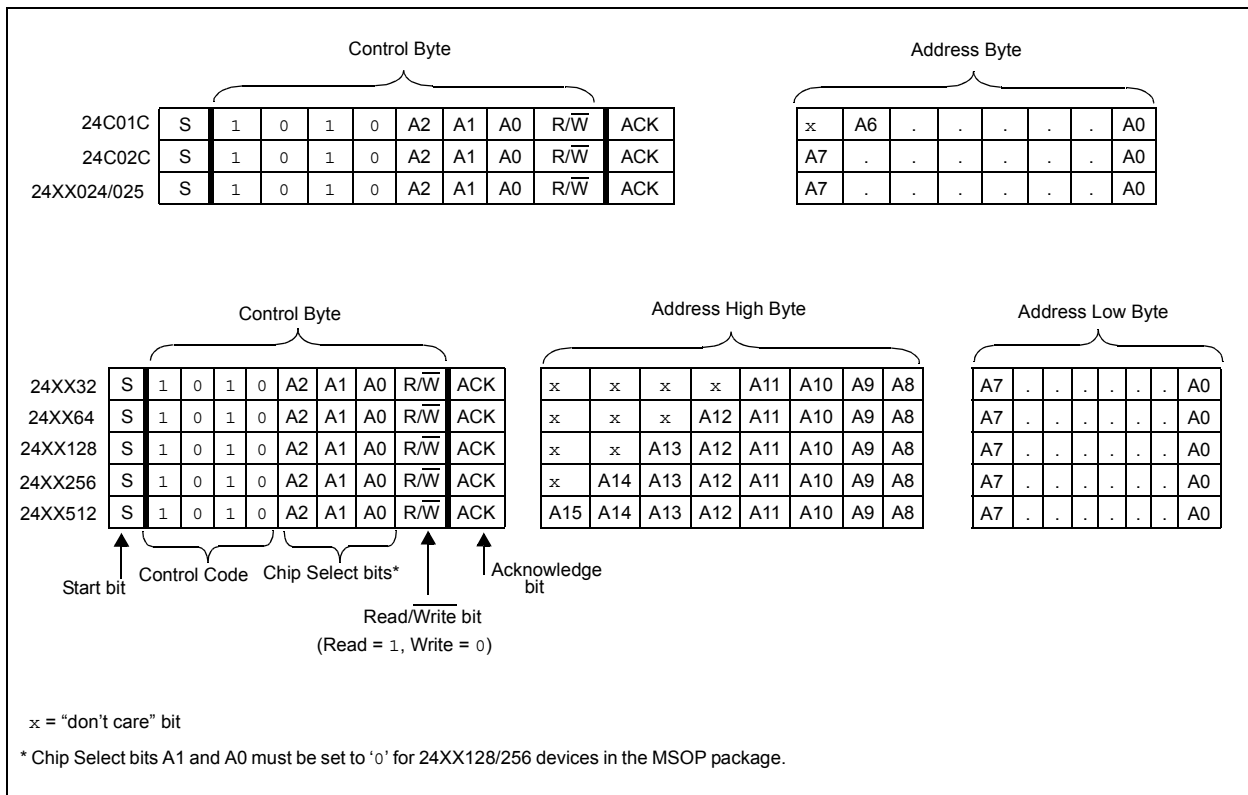 Control Byte Address Byte
24C01C S 1 0 1 0 A2 A1 A0 R/W̅ ACK x A6 . . . . . A0
24C02C S 1 0 1 0 A2 A1 A0 R/W̅ ACK A7 . . . . . . A0
24XX024/025 S 1 0 1 0 A2 A1 A0 R/W̅ ACK A7 . . . . . . A0
Control Byte Address High Byte Address Low Byte
24XX32 S 1 0 1 0 A2 A1 A0 R/W̅ ACK x x x x A11 A10 A9 A8 A7 . . . . . . A0
24XX64 S 1 0 1 0 A2 A1 A0 R/W̅ ACK x x x A12 A11 A10 A9 A8 A7 . . . . . . A0
24XX128 S 1 0 1 0 A2 A1 A0 R/W̅ ACK x x A13 A12 A11 A10 A9 A8 A7 . . . . . . A0
24XX256 S 1 0 1 0 A2 A1 A0 R/W̅ ACK x A14 A13 A12 A11 A10 A9 A8 A7 . . . . . . A0
24XX512 S 1 0 1 0 A2 A1 A0 R/W̅ ACK A15 A14 A13 A12 A11 A10 A9 A8 A7 . . . . . . A0
Start bit
Control Code
Chip Select bits*
Acknowledge
bit
Read/W̅r̅i̅t̅e̅ bit
(Read = 1, Write = 0)
x = “don’t care” bit
* Chip Select bits A1 and A0 must be set to ‘0’ for 24XX128/256 devices in the MSOP package.